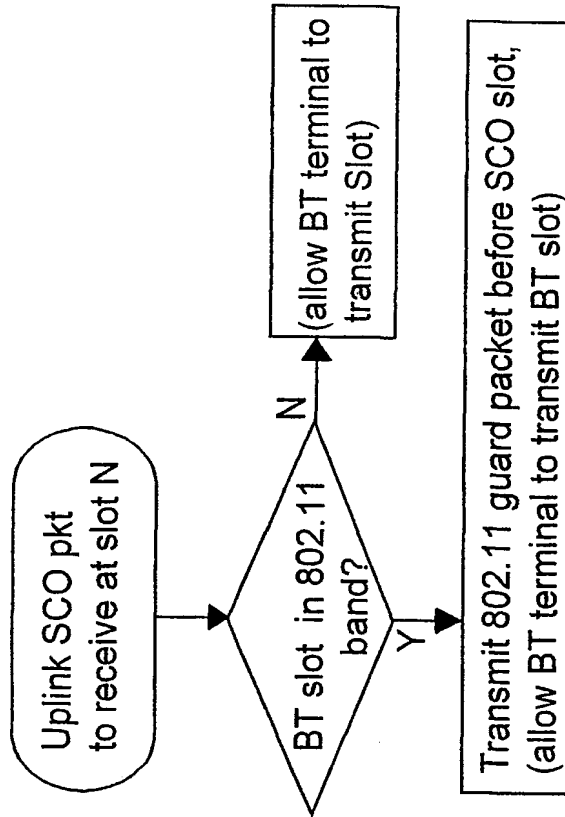 Uplink SCO pkt
to receive at slot N
BT slot in 802.11
band?
N
(allow BT terminal to
transmit Slot)
Y
Transmit 802.11 guard packet before SCO slot,
(allow BT terminal to transmit BT slot)